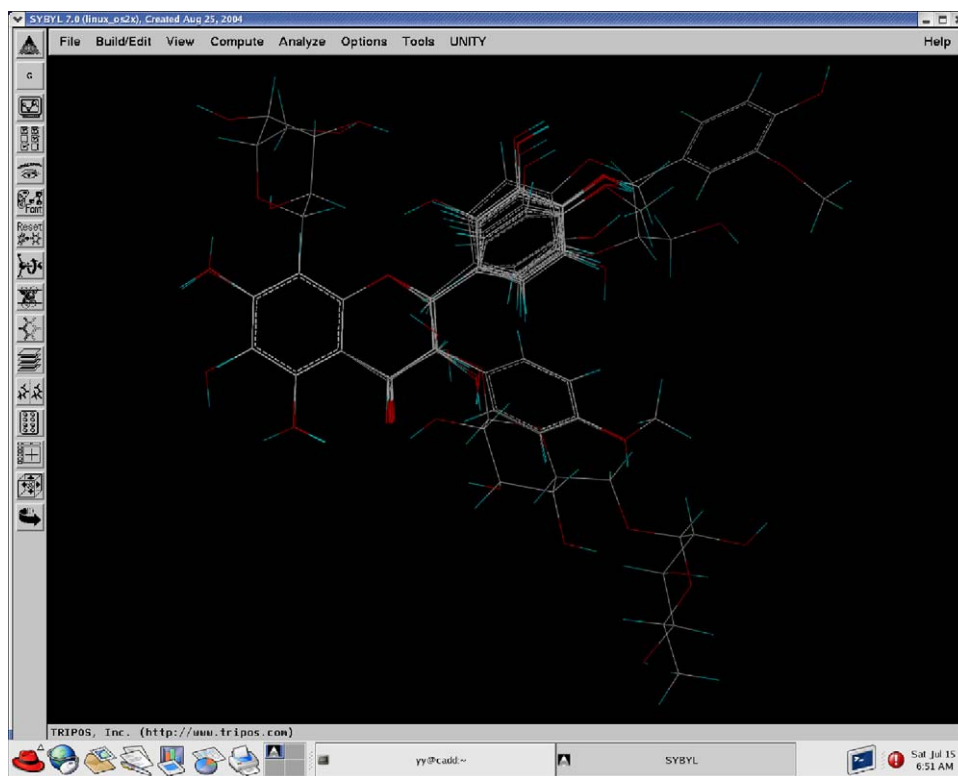 SYBYL 7.0 (linux_os2x), Created Aug 25, 2004
File Build/Edit View Compute Analyze Options Tools UNITY Help
G
Font
Reset
TRIPOS, Inc. (http://www.tripos.com)
yy@cadd:~ SYBYL
Sat Jul 15
6:51 AM